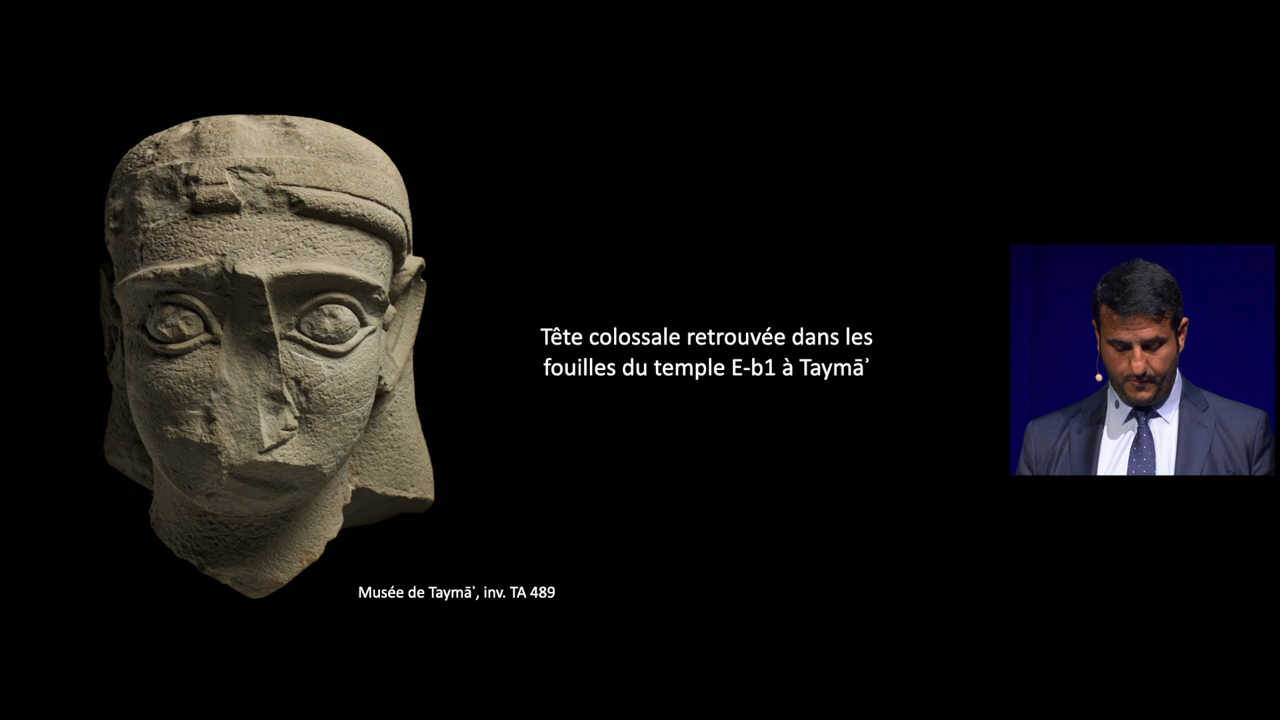 Tête colossale retrouvée dans les
fouilles du temple E-b1 à Taymāʾ
Musée de Taymāʾ, inv. TA 489